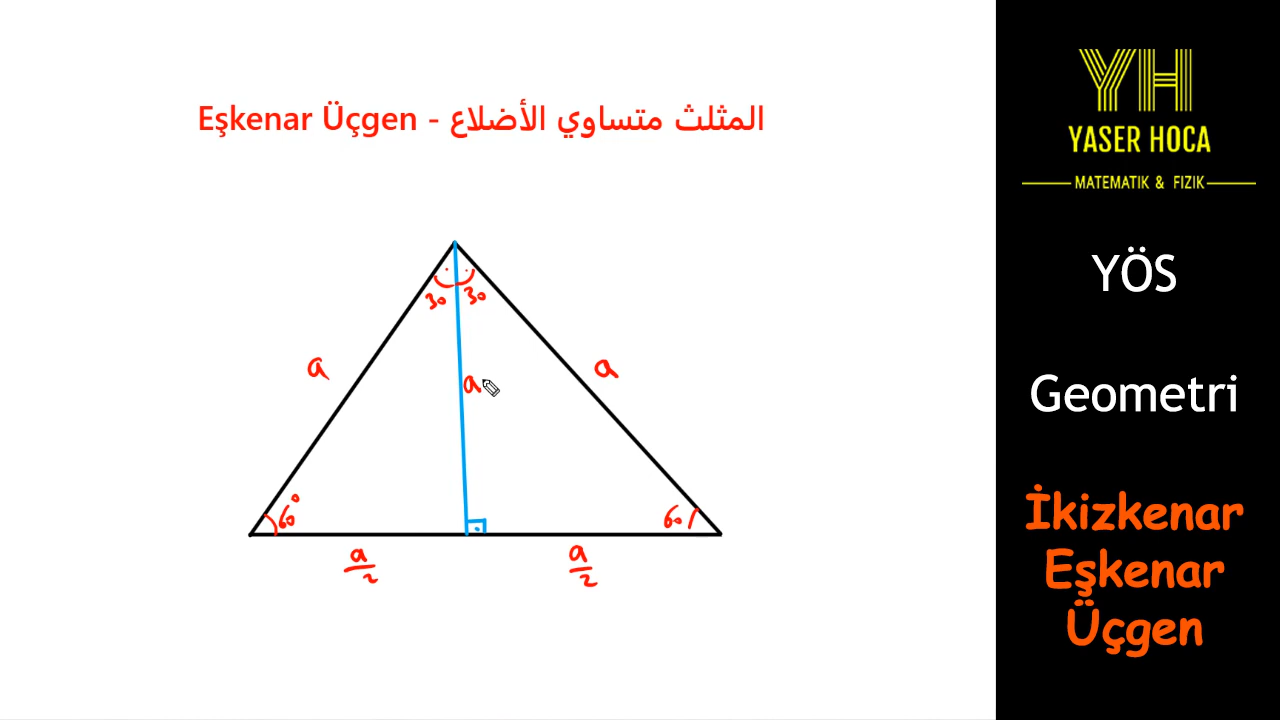 Eşkenar Üçgen - المثلث متساوي الأضلاع
30 30
a
a
a
60°
60
a/2
a/2
YH
YASER HOCA
MATEMATIK & FIZIK
YÖS
Geometri
İkizkenar
Eşkenar
Üçgen